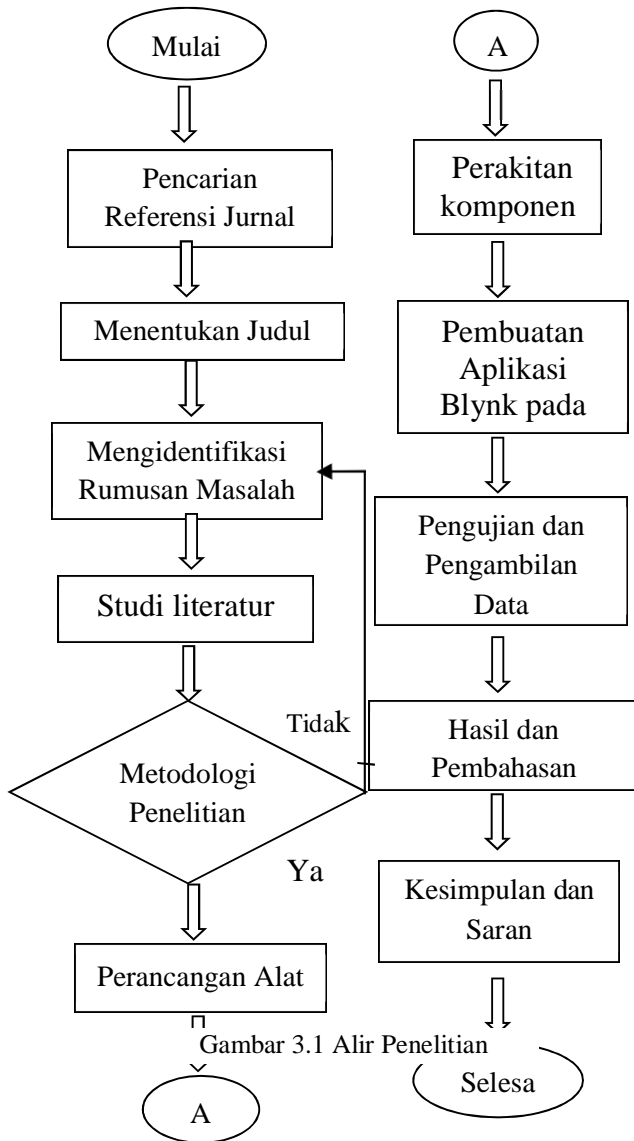 Mulai
Pencarian
Referensi Jurnal
Menentukan Judul
Mengidentifikasi
Rumusan Masalah
Studi literatur
Metodologi
Penelitian
Tidak
Ya
Perancangan Alat
A
A
Perakitan
komponen
Pembuatan
Aplikasi
Blynk pada
Pengujian dan
Pengambilan
Data
Hasil dan
Pembahasan
Kesimpulan dan
Saran
Selesa
Gambar 3.1 Alir Penelitian